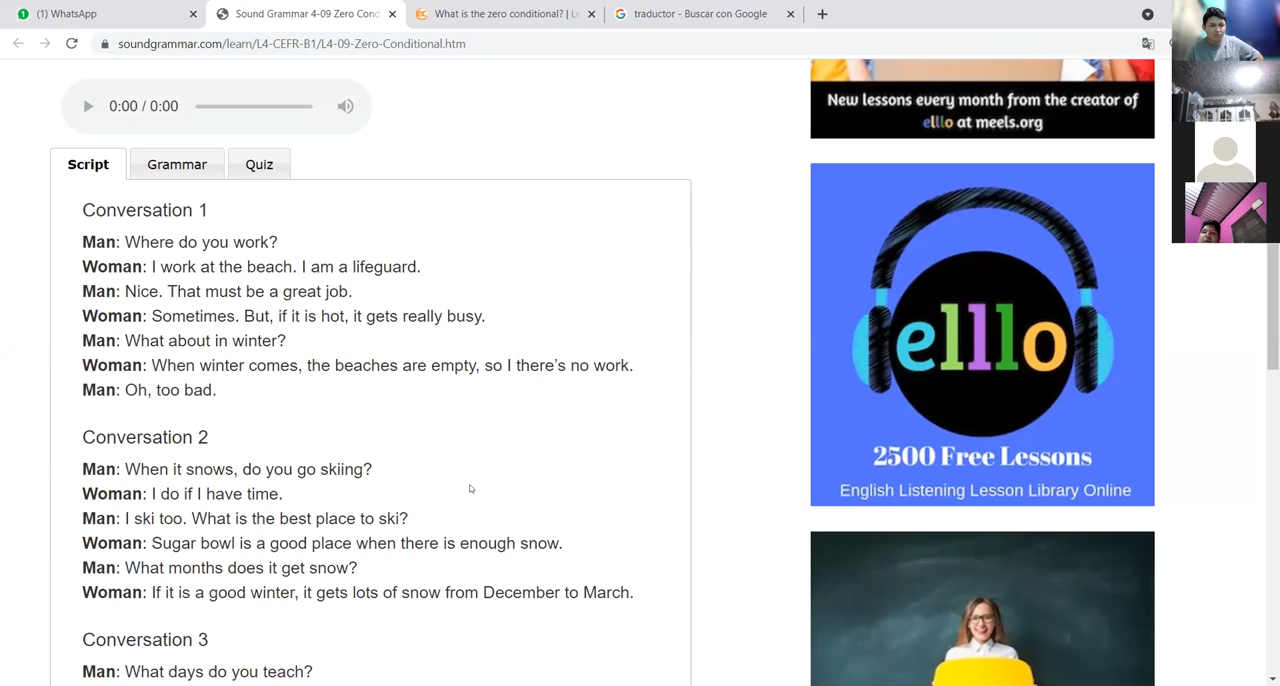 1
(1) WhatsApp
Sound Grammar 4-09 Zero Cond
What is the zero conditional? | Le
traductor - Buscar con Google
soundgrammar.com/learn/L4-CEFR-B1/L4-09-Zero-Conditional.htm
0:00 / 0:00
Script
Grammar
Quiz
Conversation 1
Man: Where do you work?
Woman: I work at the beach. I am a lifeguard.
Man: Nice. That must be a great job.
Woman: Sometimes. But, if it is hot, it gets really busy.
Man: What about in winter?
Woman: When winter comes, the beaches are empty, so I there's no work.
Man: Oh, too bad.
Conversation 2
Man: When it snows, do you go skiing?
Woman: I do if I have time.
Man: I ski too. What is the best place to ski?
Woman: Sugar bowl is a good place when there is enough snow.
Man: What months does it get snow?
Woman: If it is a good winter, it gets lots of snow from December to March.
Conversation 3
Man: What days do you teach?
New lessons every month from the creator of
elllo at meels.org
elllo
2500 Free Lessons
English Listening Lesson Library Online